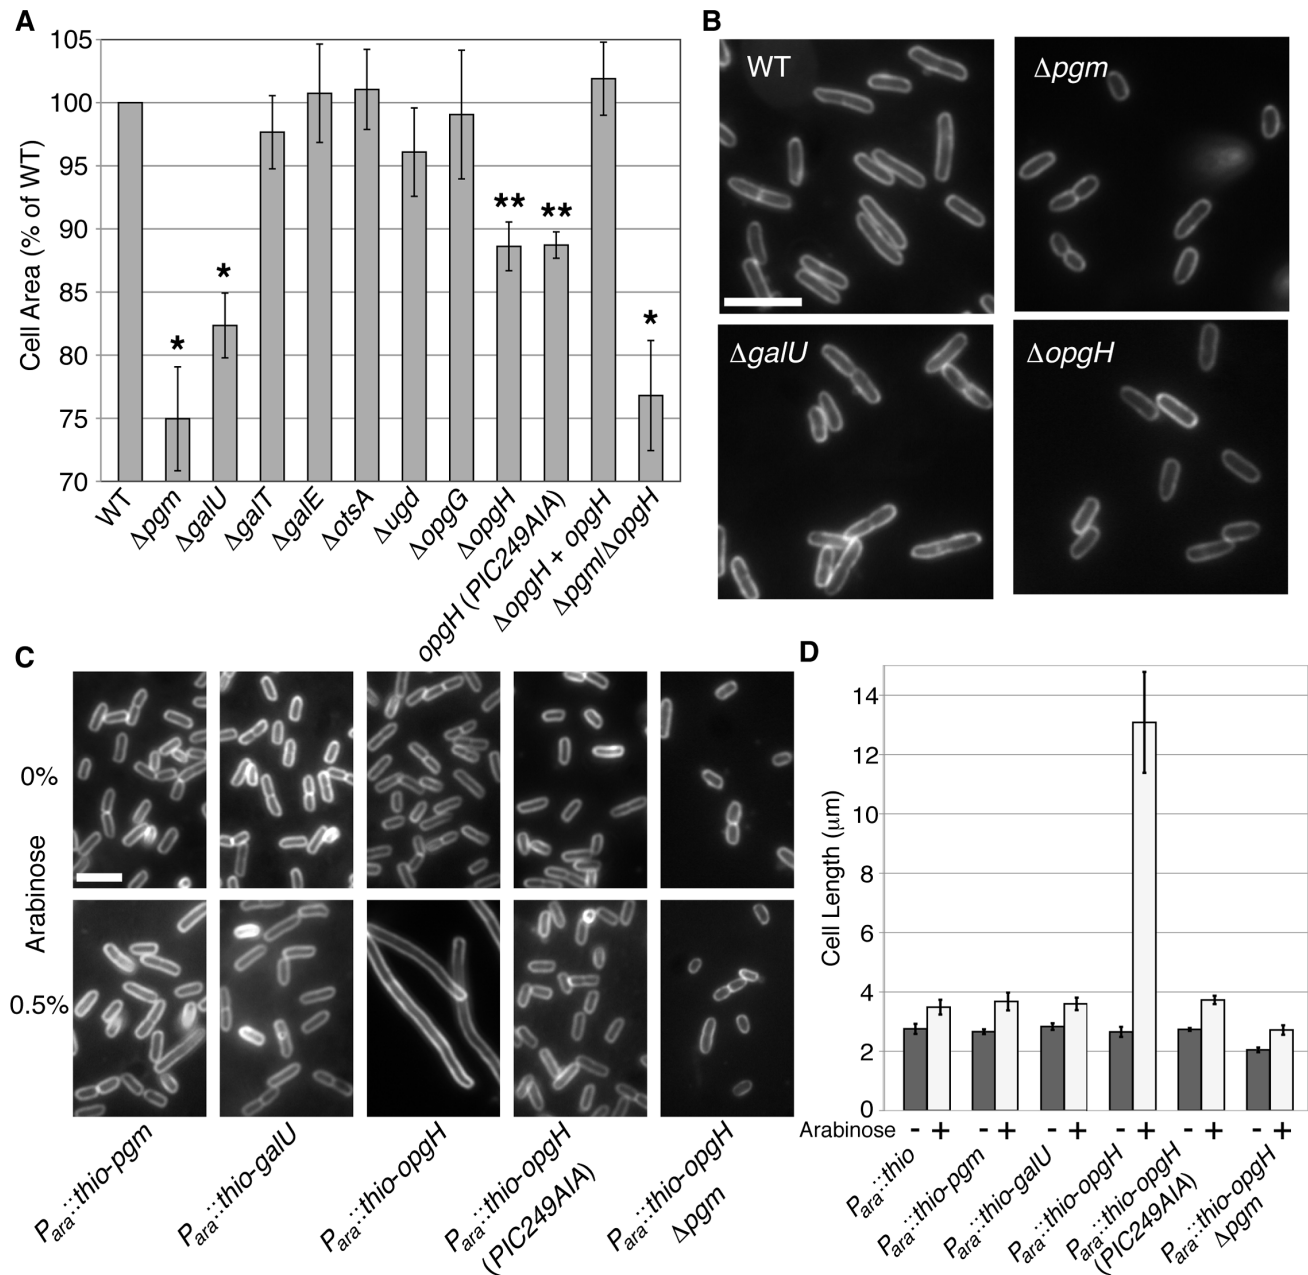 A
105
100
95
90
85
80
75
70
Cell Area (% of WT)
*
*
**
**
*
WT
Δpgm
ΔgalU
ΔgalT
ΔgalE
ΔotsA
Δugd
ΔopgG
ΔopgH
opgH (PIC249AIA)
ΔopgH + opgH
Δpgm/ΔopgH
B
WT
Δpgm
ΔgalU
ΔopgH
C
Arabinose
0%
0.5%
Para::thio-pgm
Para::thio-galU
Para::thio-opgH
Para::thio-opgH
(PIC249AIA)
Para::thio-opgH
Δpgm
D
Cell Length (μm)
14
12
10
8
6
4
2
0
Arabinose - + - + - + - + - + - +
Para::thio
Para::thio-pgm
Para::thio-galU
Para::thio-opgH
Para::thio-opgH
(PIC249AIA)
Para::thio-opgH
Δpgm